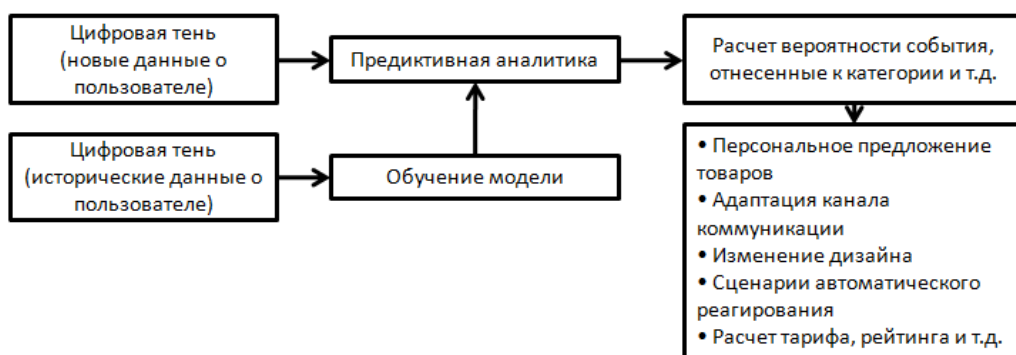 Цифровая тень
(новые данные о
пользователе)
Предиктивная аналитика
Расчет вероятности события,
отнесенные к категории и т.д.
Цифровая тень
(исторические данные о
пользователе)
Обучение модели
• Персональное предложение
товаров
• Адаптация канала
коммуникации
• Изменение дизайна
• Сценарии автоматического
реагирования
• Расчет тарифа, рейтинга и т.д.